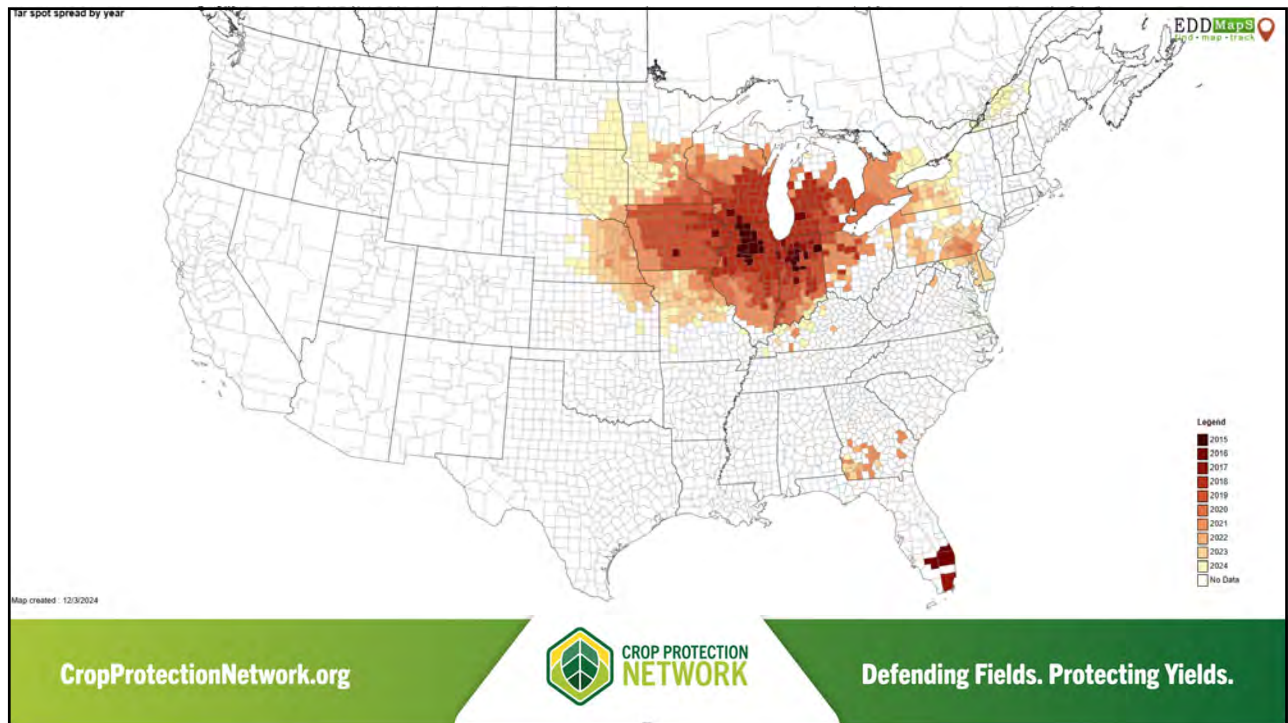 Tar spot spread by year
EDDMapS
find • map • track
Legend
2015
2016
2017
2018
2019
2020
2021
2022
2023
2024
No Data
Map created : 12/3/2024
CropProtectionNetwork.org
CROP PROTECTION
NETWORK
Defending Fields. Protecting Yields.